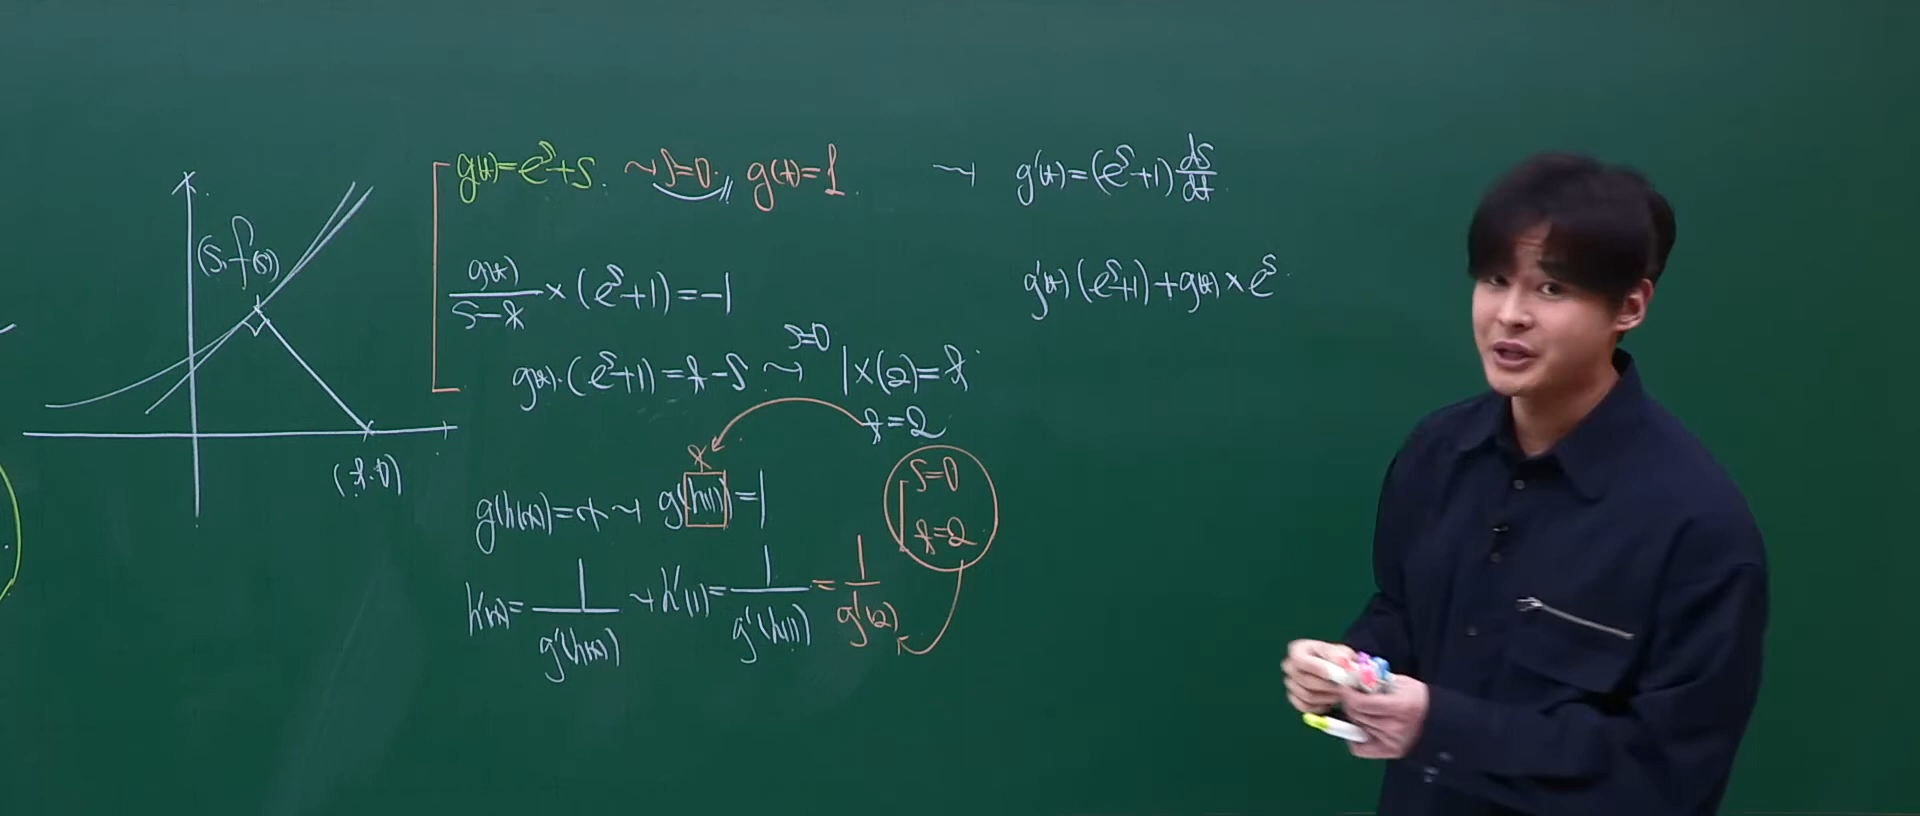 (s, f(s))
(t, 0)
g(t)=e^s+s ⇝ s=0. g(t)=1.
g(t)/(s-t) × (e^s+1) = -1
g(t)·(e^s+1) = t-s ⇝ s=0 1×(2)=t
t=2
t
g(h(x))=x ⇝ g(h(1))=1
s=0
t=2
h'(x)=1/g'(h(x)) ⇝ h'(1)=1/g'(h(1)) = 1/g'(2)
⇝ g'(t)=(e^s+1) ds/dt
g'(t)(e^s+1)+g(t)×e^s